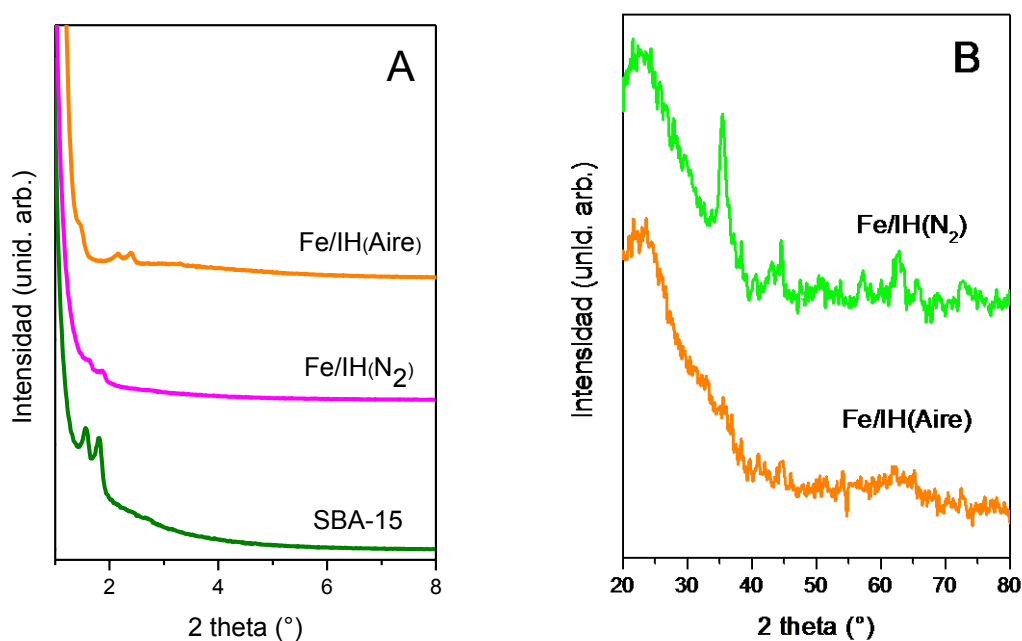 A
Intensidad (unid. arb.)
Fe/IH(Aire)
Fe/IH(N2)
SBA-15
2 4 6 8
2 theta (°)
B
Intensidad (unid. arb.)
Fe/IH(N2)
Fe/IH(Aire)
20 30 40 50 60 70 80
2 theta (°)